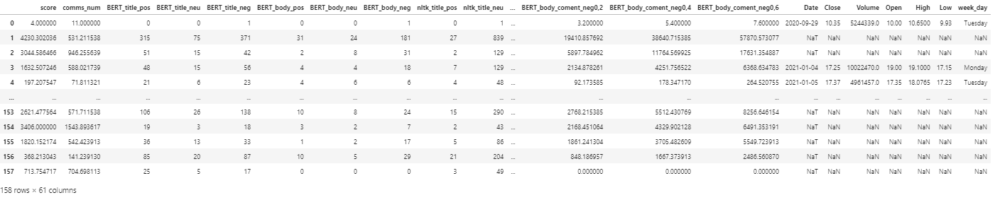 score comms_num BERT_title_pos BERT_title_neu BERT_title_neg BERT_body_pos BERT_body_neu BERT_body_neg nltk_title_pos nltk_title_neu ... BERT_body_coment_neg0,2 BERT_body_coment_neg0,4 BERT_body_coment_neg0,6 Date Close Volume Open High Low week_day
0 4.000000 11.000000 0 0 1 0 0 1 0 1 ... 3.200000 5.400000 7.600000 2020-09-29 10.35 5244339.0 10.00 10.6500 9.93 Tuesday
1 4230.302036 531.211538 315 75 371 31 24 181 27 839 ... 19410.857692 38640.715385 57870.573077 NaT NaN NaN NaN NaN NaN NaN
2 3044.586466 946.255639 51 15 42 2 8 31 2 129 ... 5897.784962 11764.569925 17631.354887 NaT NaN NaN NaN NaN NaN NaN
3 1632.507246 588.021739 48 15 56 4 4 18 7 129 ... 2134.878261 4251.756522 6368.634783 2021-01-04 17.25 10022470.0 19.00 19.1000 17.15 Monday
4 197.207547 71.811321 21 6 23 4 6 6 4 48 ... 92.173585 178.347170 264.520755 2021-01-05 17.37 4961457.0 17.35 18.0765 17.23 Tuesday
... ... ... ... ... ... ... ... ... ... ... ... ... ... ... ... ... ... ... ... ... ...
153 2621.477564 571.711538 106 26 138 10 8 24 15 290 ... 2768.215385 5512.430769 8256.646154 NaT NaN NaN NaN NaN NaN NaN
154 3406.000000 1543.893617 19 3 18 3 2 7 2 43 ... 2168.451064 4329.902128 6491.353191 NaT NaN NaN NaN NaN NaN NaN
155 1820.152174 542.423913 36 13 33 1 2 17 5 86 ... 1861.241304 3705.482609 5549.723913 NaT NaN NaN NaN NaN NaN NaN
156 368.213043 141.239130 85 20 87 10 5 29 21 204 ... 848.186957 1667.373913 2486.560870 NaT NaN NaN NaN NaN NaN NaN
157 713.754717 704.698113 25 5 17 0 0 0 3 49 ... 0.000000 0.000000 0.000000 NaT NaN NaN NaN NaN NaN NaN
158 rows × 61 columns